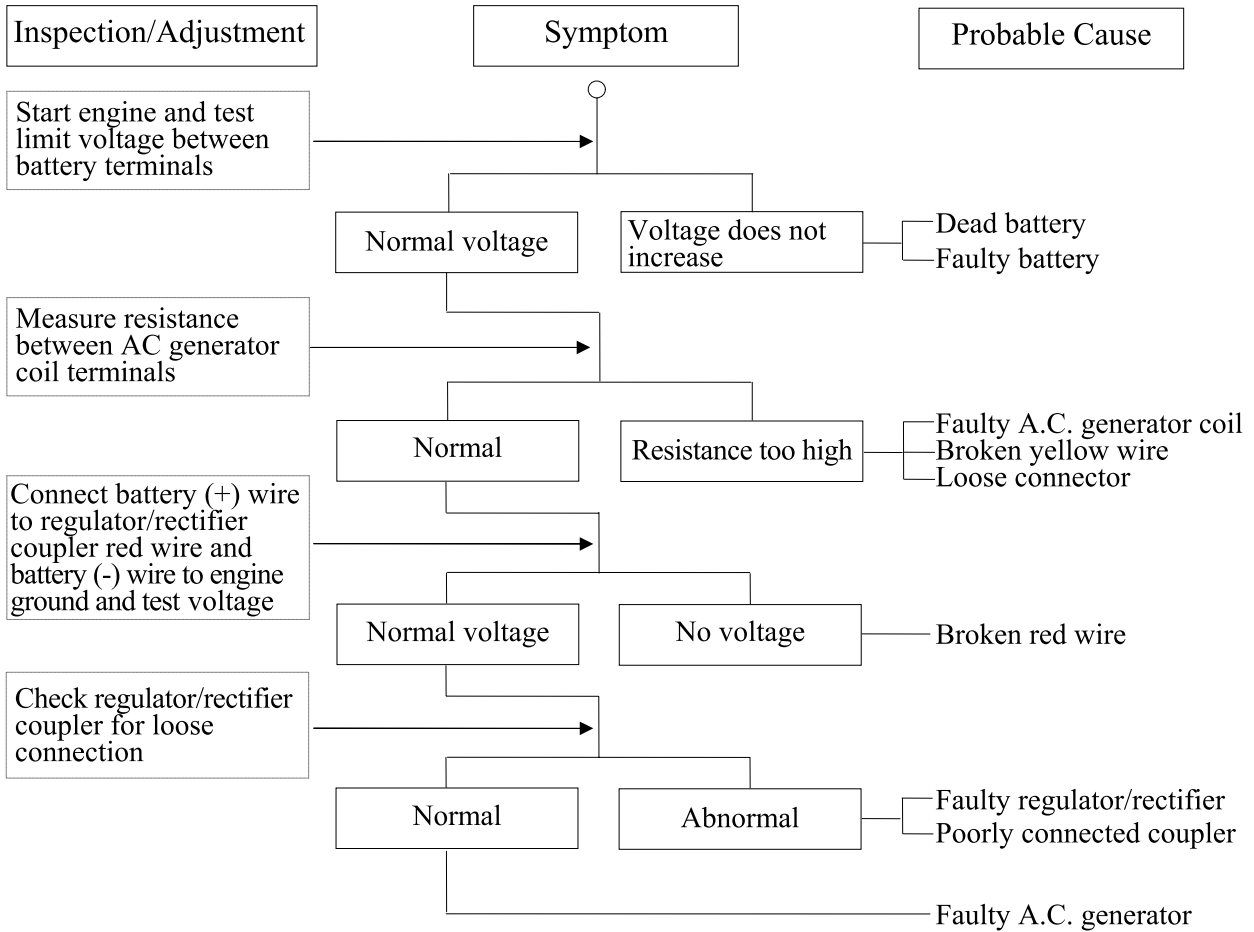 Inspection/Adjustment
Symptom
Probable Cause
Start engine and test
limit voltage between
battery terminals
Normal voltage
Voltage does not
increase
Dead battery
Faulty battery
Measure resistance
between AC generator
coil terminals
Normal
Resistance too high
Faulty A.C. generator coil
Broken yellow wire
Loose connector
Connect battery (+) wire
to regulator/rectifier
coupler red wire and
battery (-) wire to engine
ground and test voltage
Normal voltage
No voltage
Broken red wire
Check regulator/rectifier
coupler for loose
connection
Normal
Abnormal
Faulty regulator/rectifier
Poorly connected coupler
Faulty A.C. generator